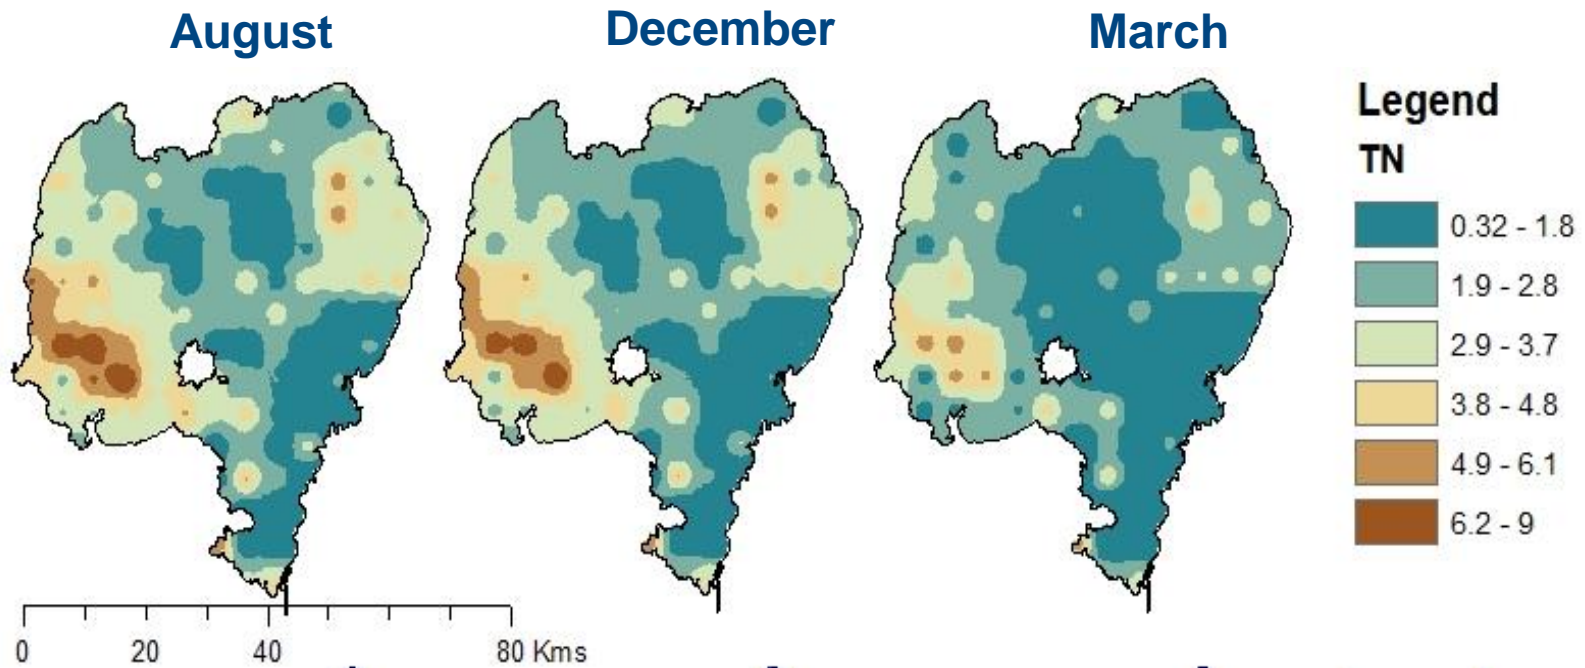 August
December
March
Legend
TN
0.32 - 1.8
1.9 - 2.8
2.9 - 3.7
3.8 - 4.8
4.9 - 6.1
6.2 - 9
0 20 40 80 Kms